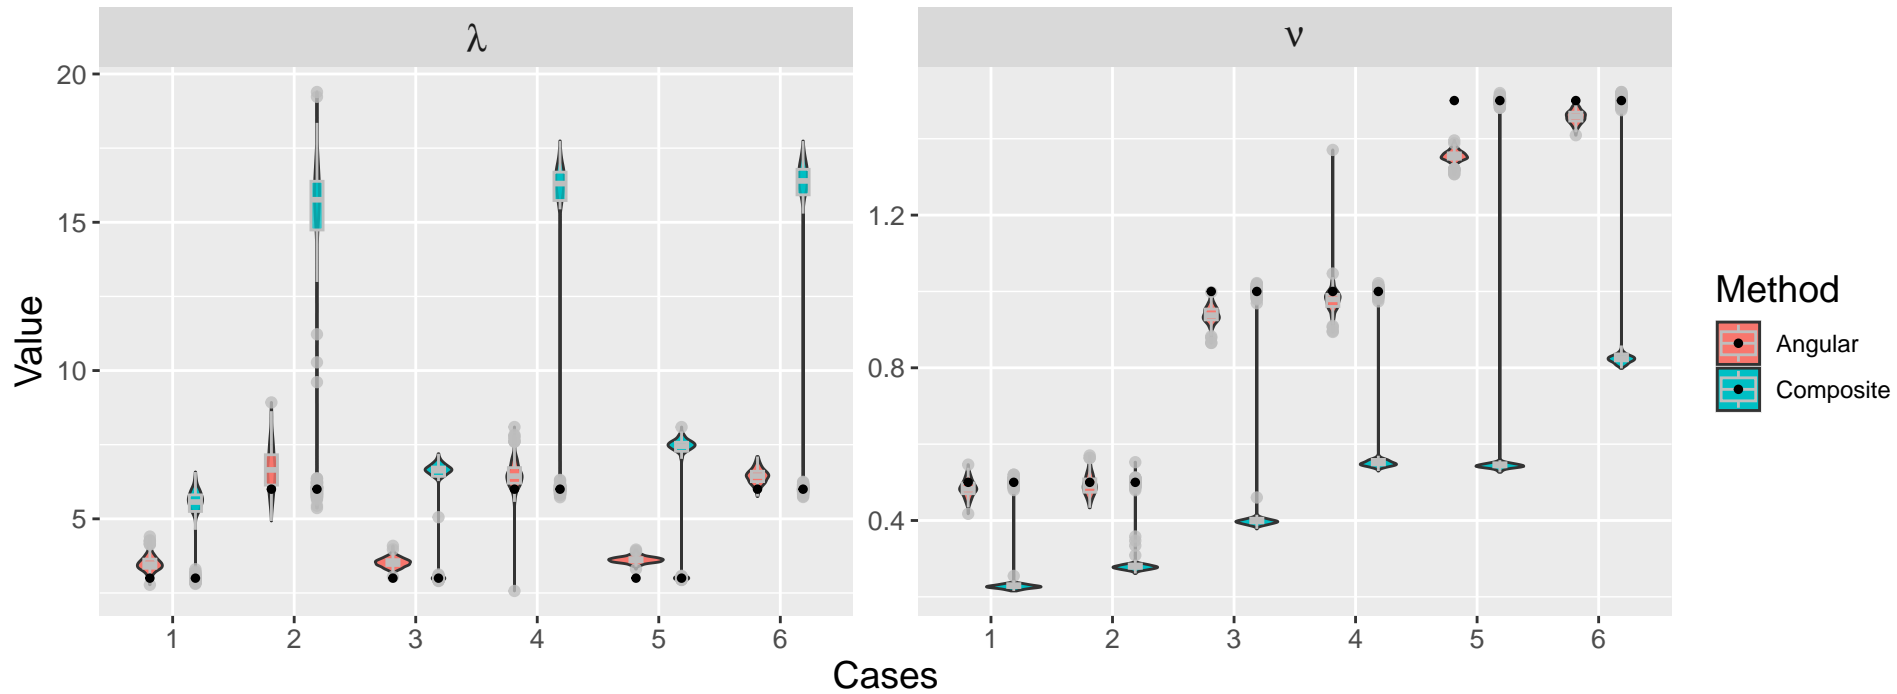 λ
ν
20
15
10
5
1.2
0.8
0.4
1 2 3 4 5 6
1 2 3 4 5 6
Value
Cases
Method
Angular
Composite